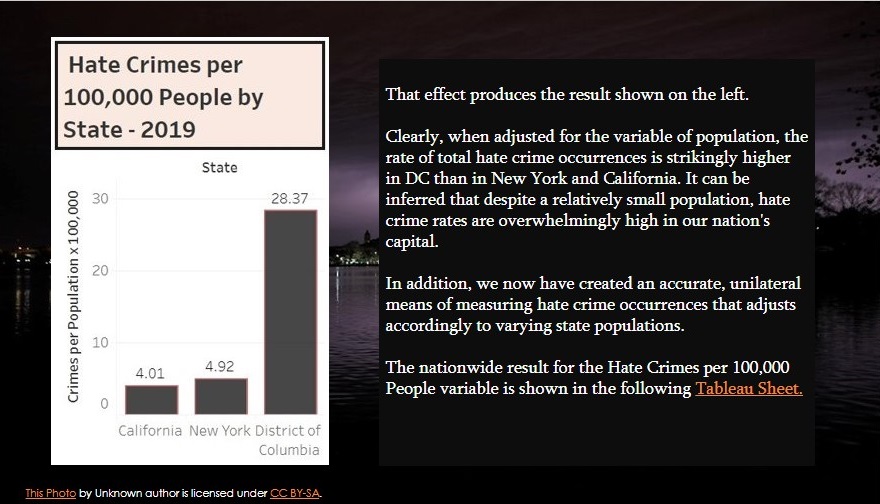 Hate Crimes per
100,000 People by
State - 2019
State
Crimes per Population x 100,000
30
20
10
0
4.01
4.92
28.37
California New York District of
Columbia
That effect produces the result shown on the left.
Clearly, when adjusted for the variable of population, the
rate of total hate crime occurrences is strikingly higher
in DC than in New York and California. It can be
inferred that despite a relatively small population, hate
crime rates are overwhelmingly high in our nation's
capital.
In addition, we now have created an accurate, unilateral
means of measuring hate crime occurrences that adjusts
accordingly to varying state populations.
The nationwide result for the Hate Crimes per 100,000
People variable is shown in the following Tableau Sheet.
This Photo by Unknown author is licensed under CC BY-SA.